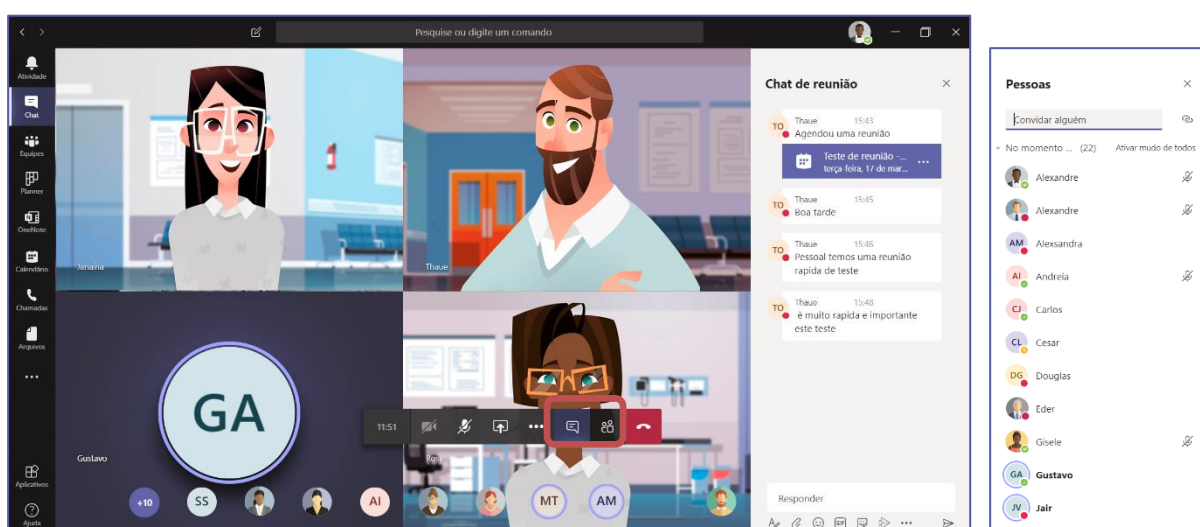 Pesquise ou digite um comando
Atividade
Chat
Equipes
Planner
OneNote
Calendário
Chamadas
Arquivos
Aplicativos
Ajuda
Janaina
Thaue
GA
Gustavo
Rosa
11:51
+10
SS
AI
MT
AM
Chat de reunião
TO
Thaue 15:43
Agendou uma reunião
Teste de reunião -...
terça-feira, 17 de mar...
TO
Thaue 15:45
Boa tarde
TO
Thaue 15:46
Pessoal temos uma reunião
rapida de teste
TO
Thaue 15:48
è muito rapida e importante
este teste
Responder
GIF
Pessoas
Convidar alguém
No momento ... (22) Ativar mudo de todos
Alexandre
Alexandre
AM Alexsandra
AI Andreia
CJ Carlos
CL Cesar
DG Douglas
Eder
Gisele
GA Gustavo
JV Jair